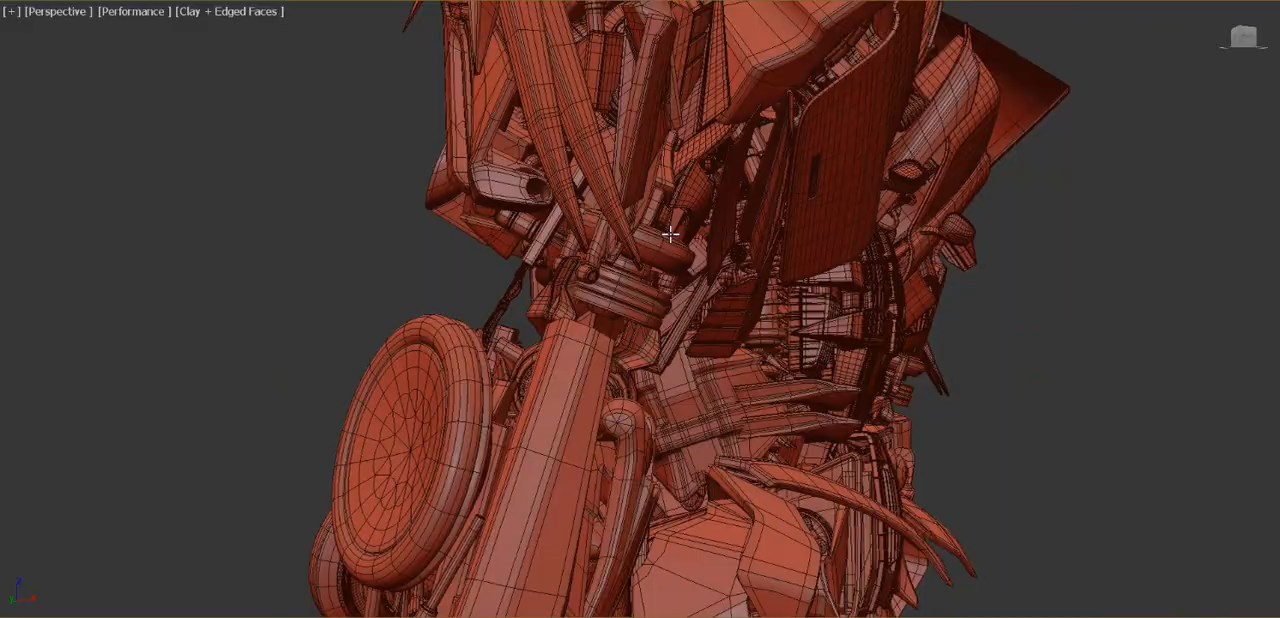 [+] [Perspective ] [Performance ] [Clay + Edged Faces ]